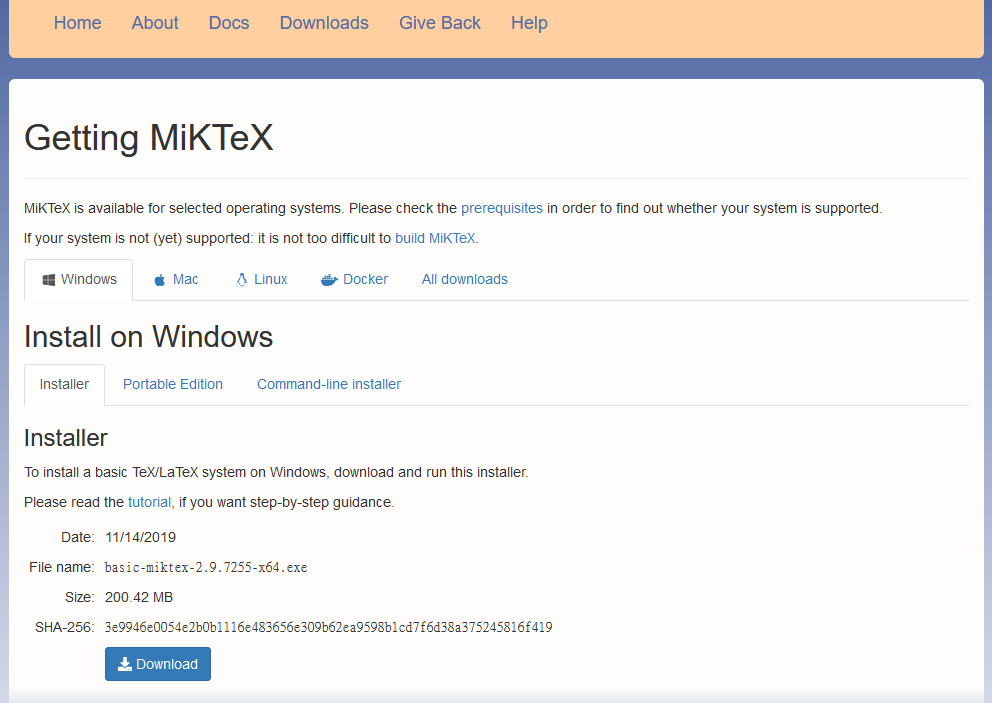 Home About Docs Downloads Give Back Help
Getting MiKTeX
MiKTeX is available for selected operating systems. Please check the prerequisites in order to find out whether your system is supported.
If your system is not (yet) supported: it is not too difficult to build MiKTeX.
Windows Mac Linux Docker All downloads
Install on Windows
Installer Portable Edition Command-line installer
Installer
To install a basic TeX/LaTeX system on Windows, download and run this installer.
Please read the tutorial, if you want step-by-step guidance.
Date: 11/14/2019
File name: basic-miktex-2.9.7255-x64.exe
Size: 200.42 MB
SHA-256: 3e9946e0054e2b0b1116e483656e309b62ea9598b1cd7f6d38a375245816f419
Download